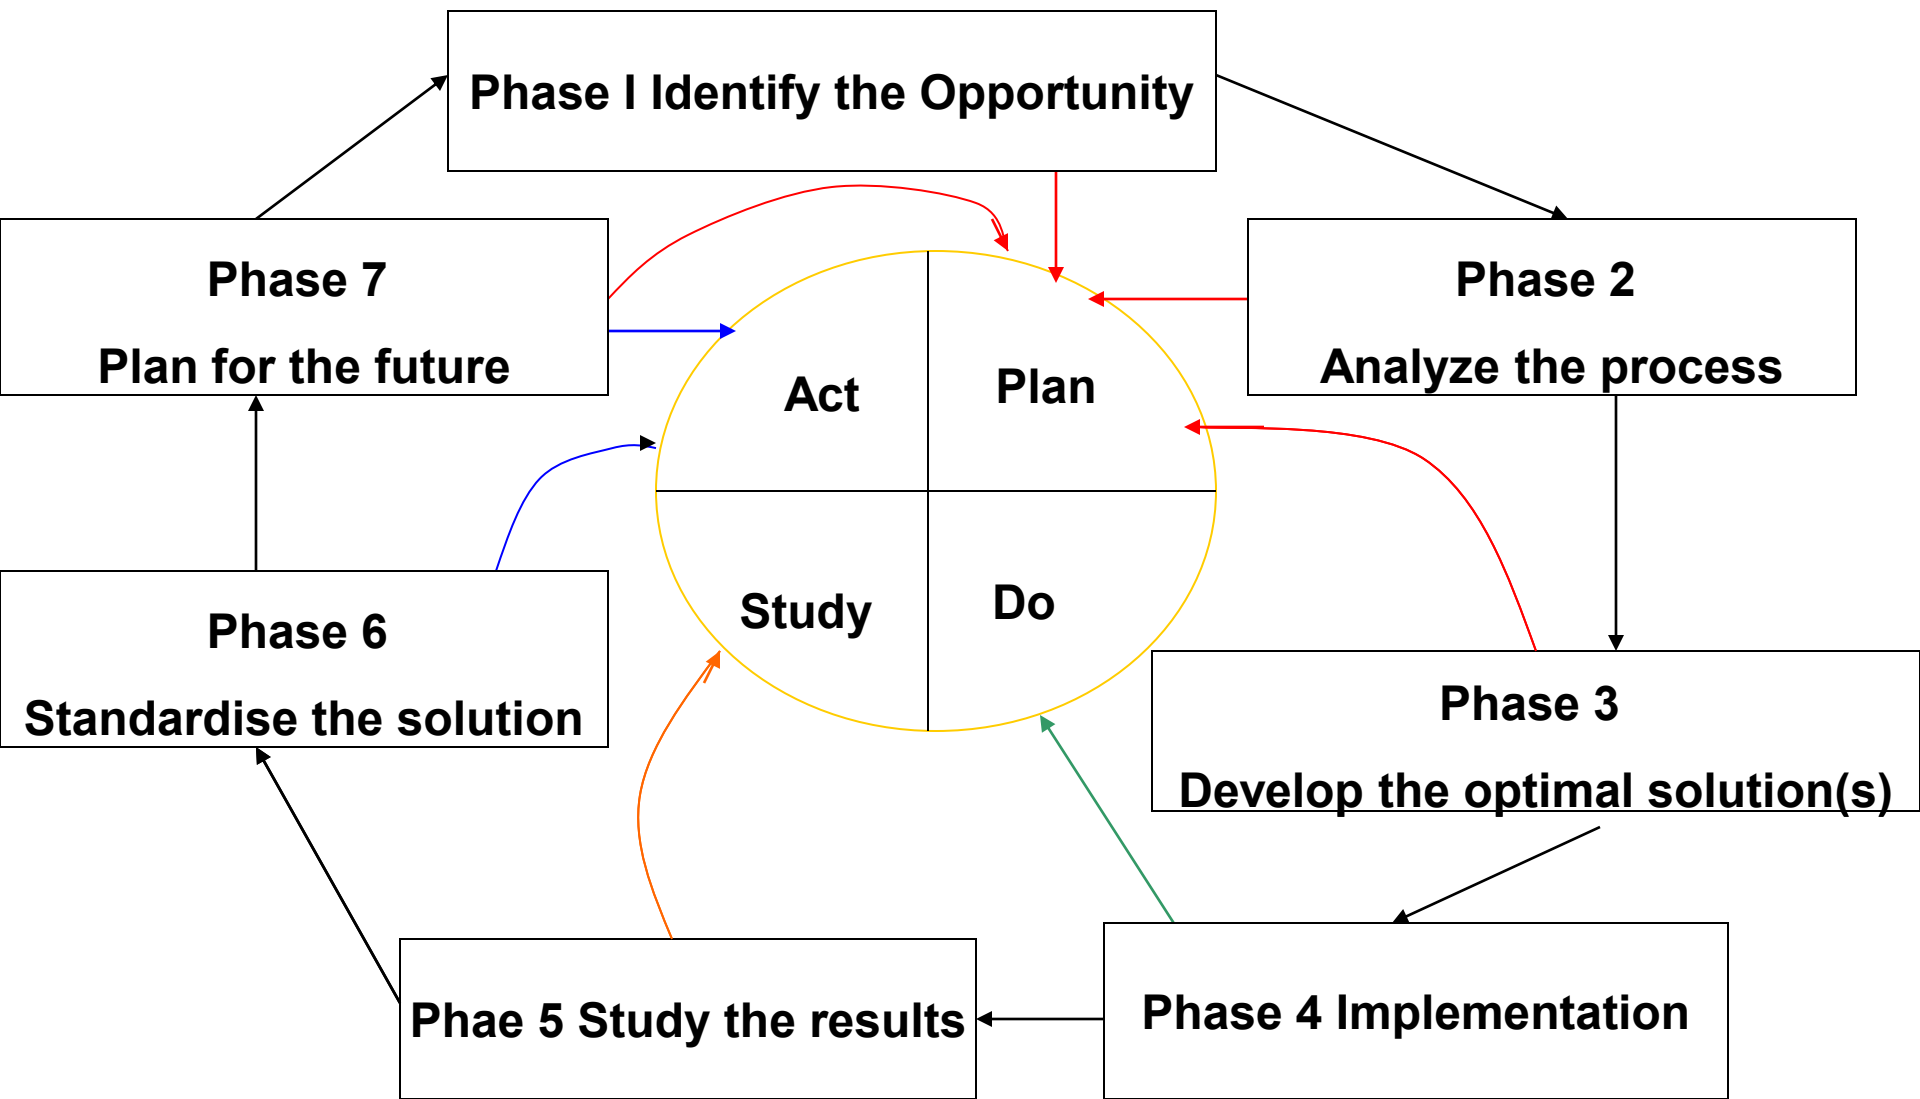 Phase I Identify the Opportunity
Phase 7
Plan for the future
Phase 2
Analyze the process
Act
Plan
Study
Do
Phase 6
Standardise the solution
Phase 3
Develop the optimal solution(s)
Phae 5 Study the results
Phase 4 Implementation